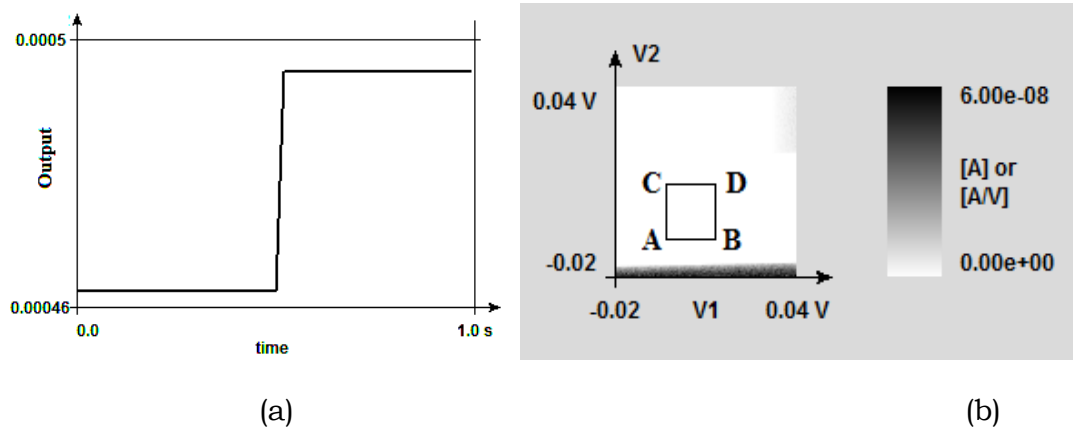 0.0005
Output
0.00046
0.0
1.0 s
time
(a)
V2
0.04 V
C D
A B
-0.02
-0.02 V1 0.04 V
6.00e-08
[A] or
[A/V]
0.00e+00
(b)